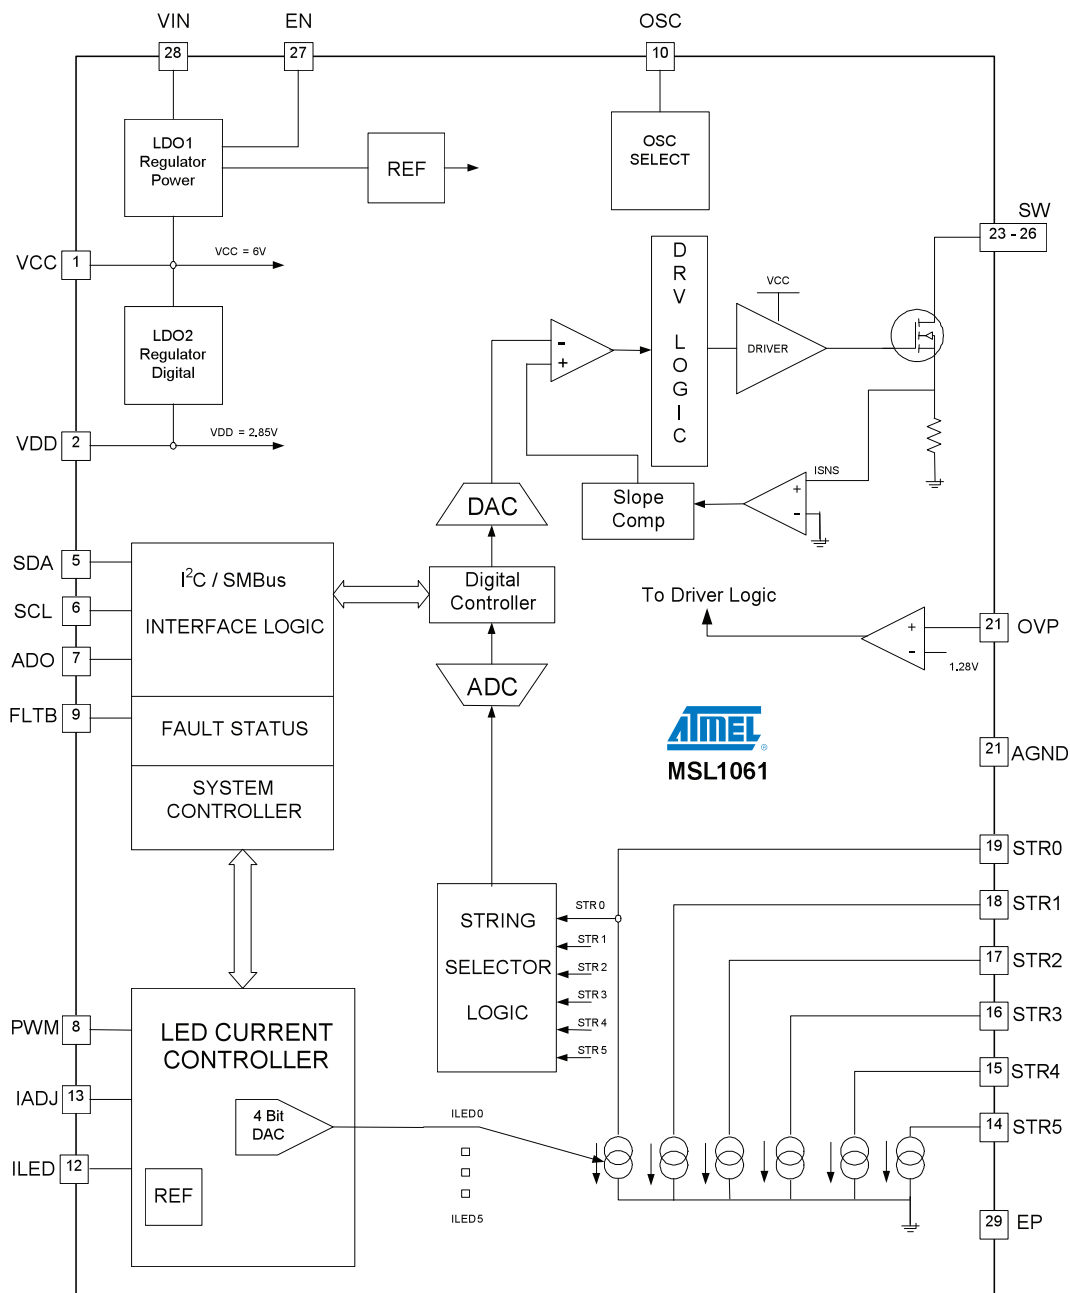 VIN
EN
OSC
28
27
10
LDO1
Regulator
Power
REF
OSC
SELECT
SW
23 - 26
VCC
1
VCC = 6V
LDO2
Regulator
Digital
VDD
2
VDD = 2.85V
-
+
D
R
V
L
O
G
I
C
VCC
DRIVER
ISNS
+
-
Slope
Comp
DAC
Digital
Controller
ADC
SDA
5
SCL
6
ADO
7
FLTB
9
I2C / SMBus
INTERFACE LOGIC
FAULT STATUS
SYSTEM
CONTROLLER
To Driver Logic
+
-
1.28V
21
OVP
ATMEL
®
MSL1061
21
AGND
19
STR0
18
STR1
17
STR2
16
STR3
15
STR4
14
STR5
29
EP
STRING
SELECTOR
LOGIC
STR 0
STR 1
STR 2
STR 3
STR 4
STR 5
PWM
8
IADJ
13
ILED
12
LED CURRENT
CONTROLLER
4 Bit
DAC
REF
ILED0
ILED5